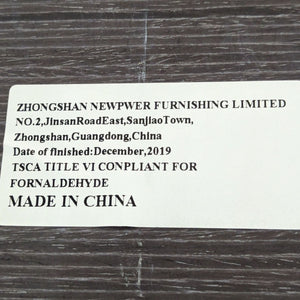 ZHONGSHAN NEWPWER FURNISHING LIMITED
NO.2,JinsanRoadEast,SanjiaoTown,
Zhongshan,Guangdong,China
Date of finished:December,2019
TSCA TITLE VI CONPLIANT FOR
FORNALDEHYDE
MADE IN CHINA